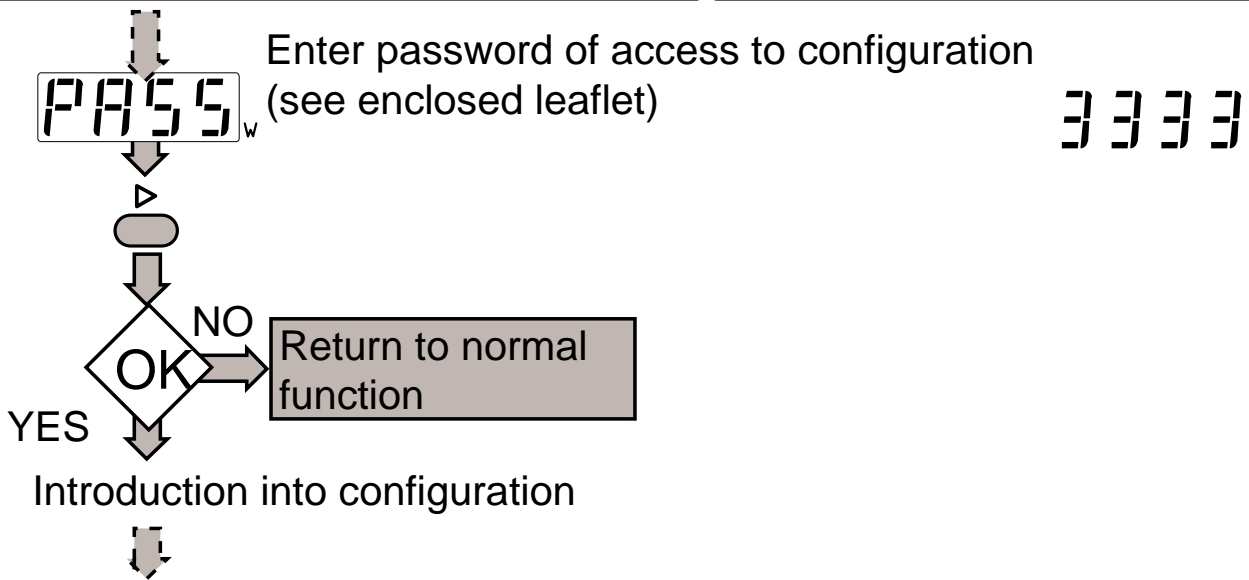 Enter password of access to configuration
PASS
W
(see enclosed leaflet)
3333
NO
OK
Return to normal
function
YES
Introduction into configuration